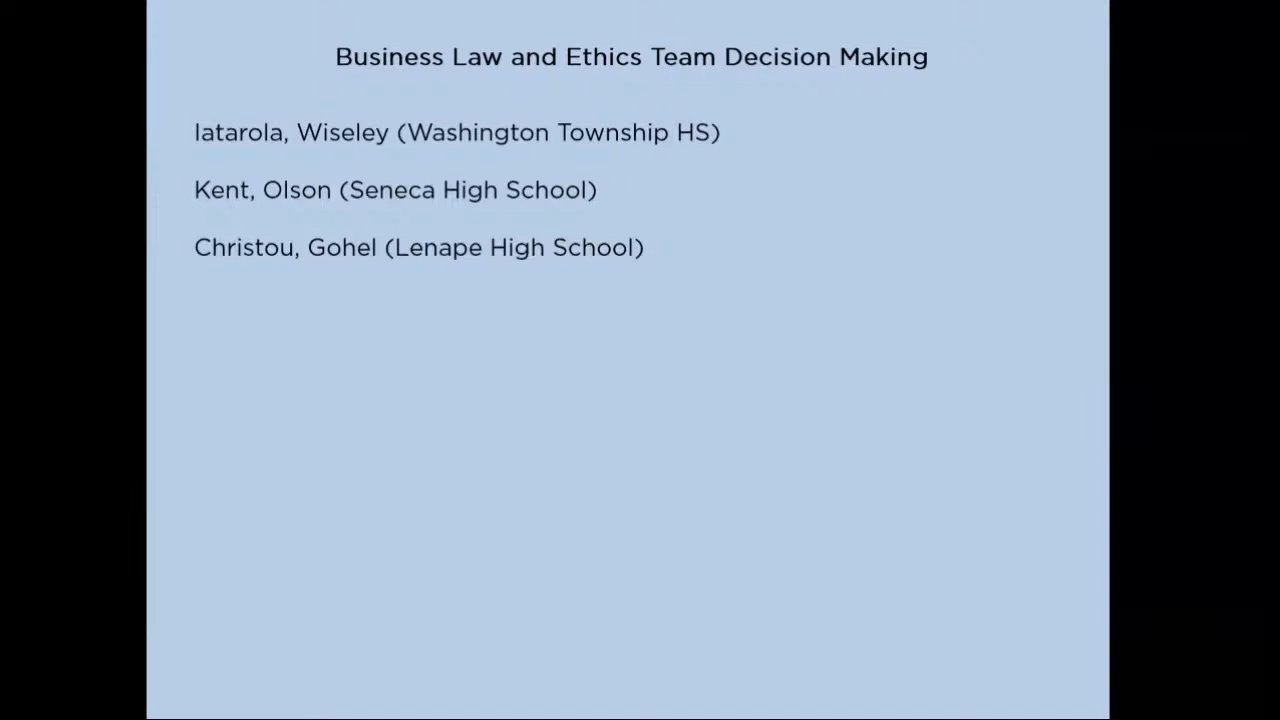 Business Law and Ethics Team Decision Making
Iatarola, Wiseley (Washington Township HS)
Kent, Olson (Seneca High School)
Christou, Gohel (Lenape High School)